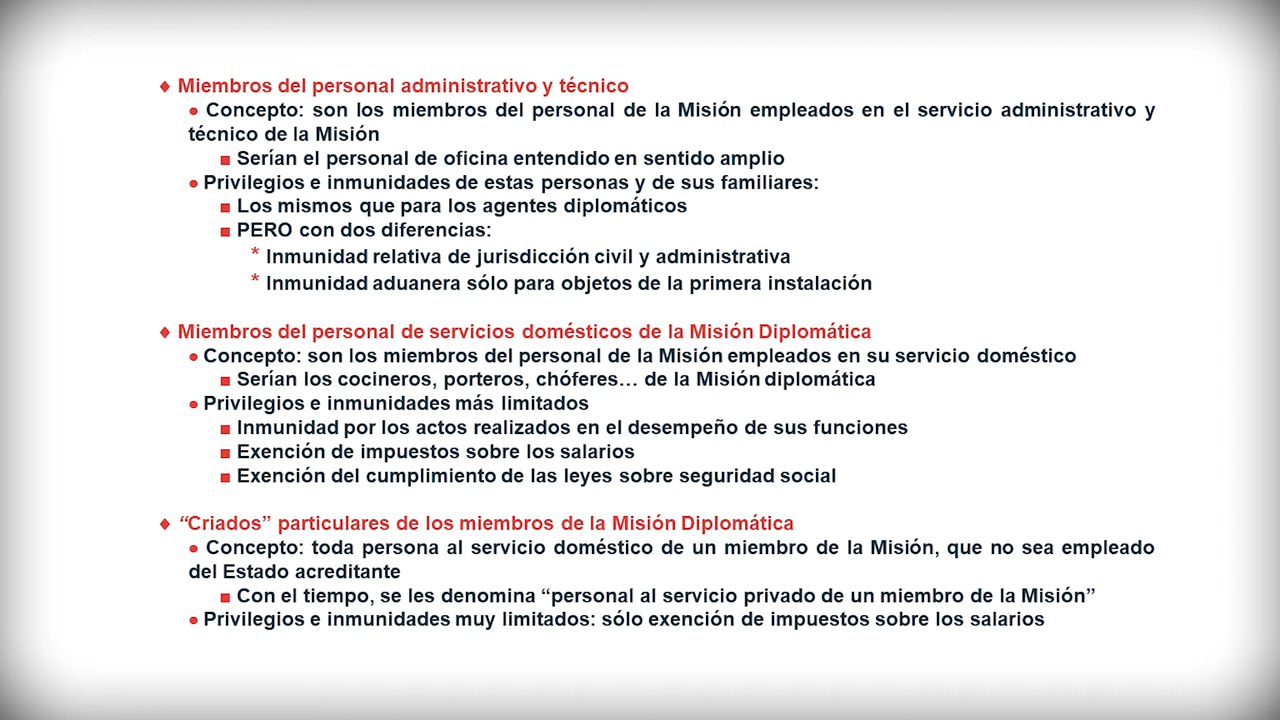 ♦ Miembros del personal administrativo y técnico
● Concepto: son los miembros del personal de la Misión empleados en el servicio administrativo y
técnico de la Misión
■ Serían el personal de oficina entendido en sentido amplio
● Privilegios e inmunidades de estas personas y de sus familiares:
■ Los mismos que para los agentes diplomáticos
■ PERO con dos diferencias:
* Inmunidad relativa de jurisdicción civil y administrativa
* Inmunidad aduanera sólo para objetos de la primera instalación
♦ Miembros del personal de servicios domésticos de la Misión Diplomática
● Concepto: son los miembros del personal de la Misión empleados en su servicio doméstico
■ Serían los cocineros, porteros, chóferes… de la Misión diplomática
● Privilegios e inmunidades más limitados
■ Inmunidad por los actos realizados en el desempeño de sus funciones
■ Exención de impuestos sobre los salarios
■ Exención del cumplimiento de las leyes sobre seguridad social
♦ “Criados” particulares de los miembros de la Misión Diplomática
● Concepto: toda persona al servicio doméstico de un miembro de la Misión, que no sea empleado
del Estado acreditante
■ Con el tiempo, se les denomina “personal al servicio privado de un miembro de la Misión”
● Privilegios e inmunidades muy limitados: sólo exención de impuestos sobre los salarios